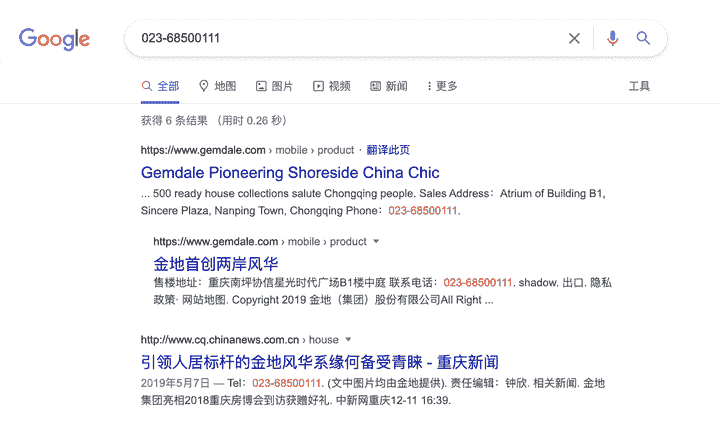 Google
023-68500111
全部 地图 图片 视频 新闻 更多 工具
获得 6 条结果 （用时 0.26 秒）
https://www.gemdale.com › mobile › product · 翻译此页
Gemdale Pioneering Shoreside China Chic
... 500 ready house collections salute Chongqing people. Sales Address：Atrium of Building B1,
Sincere Plaza, Nanping Town, Chongqing Phone：023-68500111.
https://www.gemdale.com › mobile › product
金地首创两岸风华
售楼地址：重庆南坪协信星光时代广场B1楼中庭 联系电话：023-68500111. shadow. 出口. 隐私
政策· 网站地图. Copyright 2019 金地（集团）股份有限公司All Right ...
http://www.cq.chinanews.com.cn › house
引领人居标杆的金地风华系缘何备受青睐 - 重庆新闻
2019年5月7日 — Tel：023-68500111. (文中图片均由金地提供). 责任编辑：钟欣. 相关新闻. 金地
集团亮相2018重庆房博会到访获赠好礼. 中新网重庆12-11 16:39.